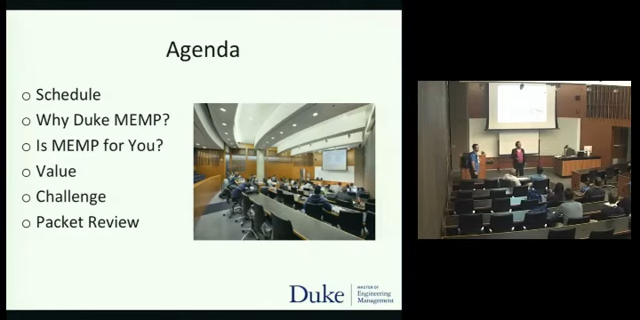 Agenda
Schedule
Why Duke MEMP?
Is MEMP for You?
Value
Challenge
Packet Review
Duke
MASTER OF
Engineering
Management